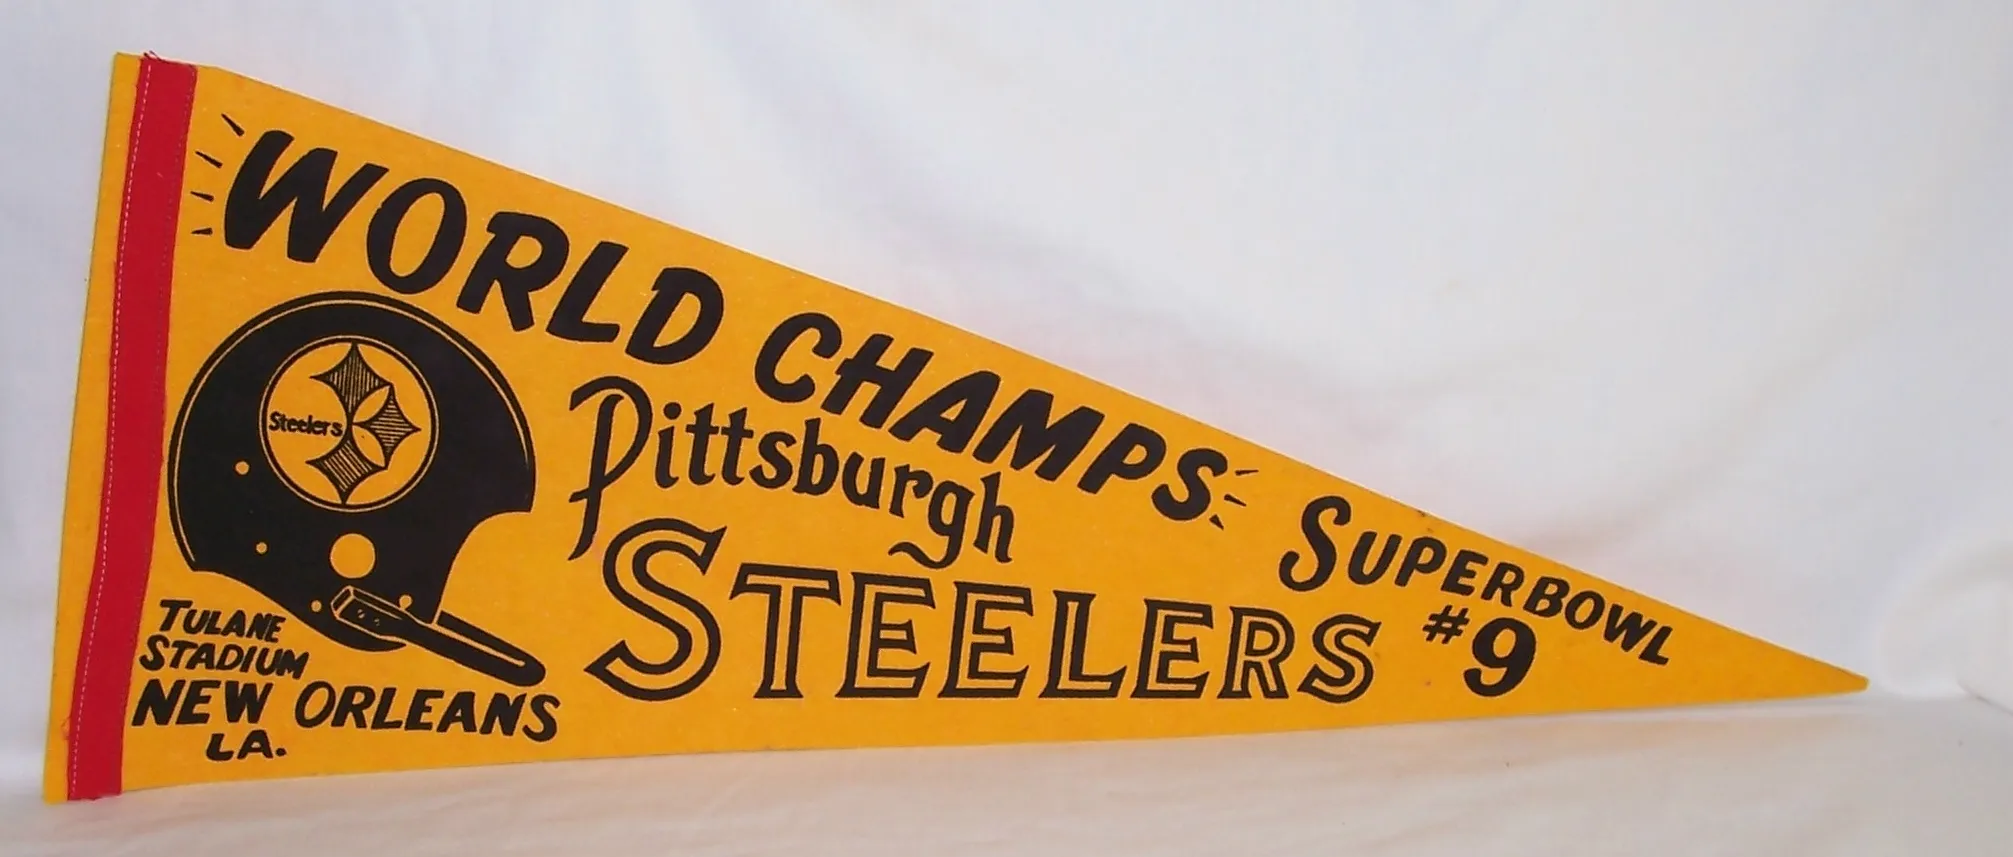 WORLD CHAMPS
Pittsburgh
STEELERS
SUPERBOWL
#9
Steelers
TULANE
STADIUM
NEW ORLEANS
LA.